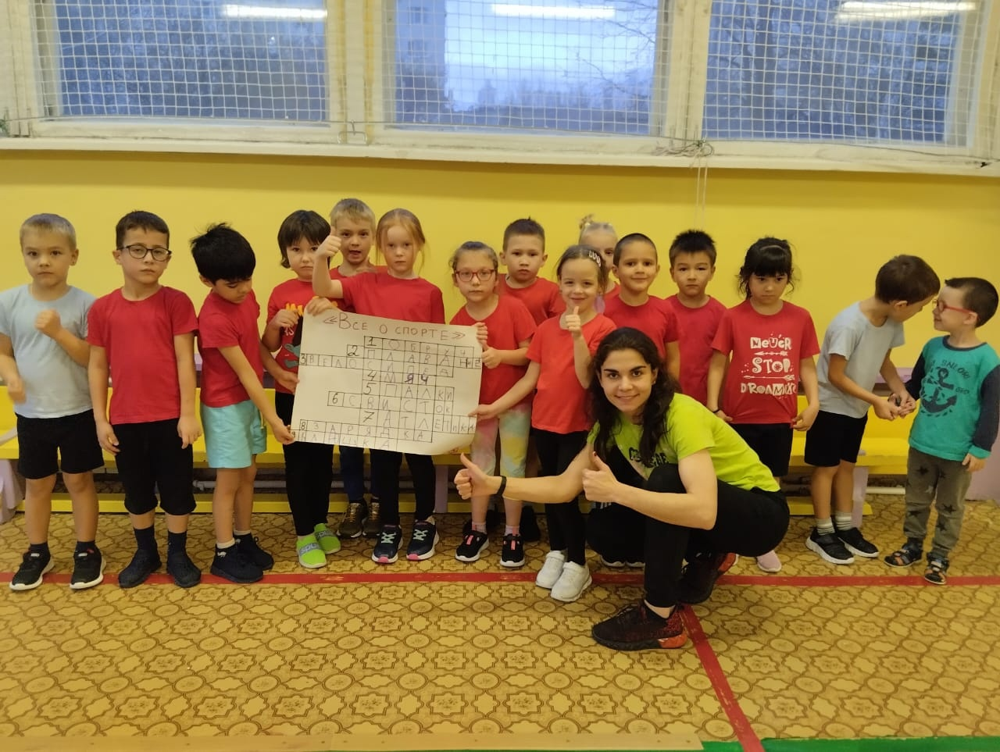 «ВСЕ О СПОРТЕ»
1 ОБРУЧ
2 ПЛАВАНИЕ
3 ВЕЛОСИПЕД
4 МЯЧ
5 ПАЛКИ
6 СВИСТОК
7 АТЛЕТИКИ
8 ЗАРЯДКА
NEVER
STOP
DREAMING